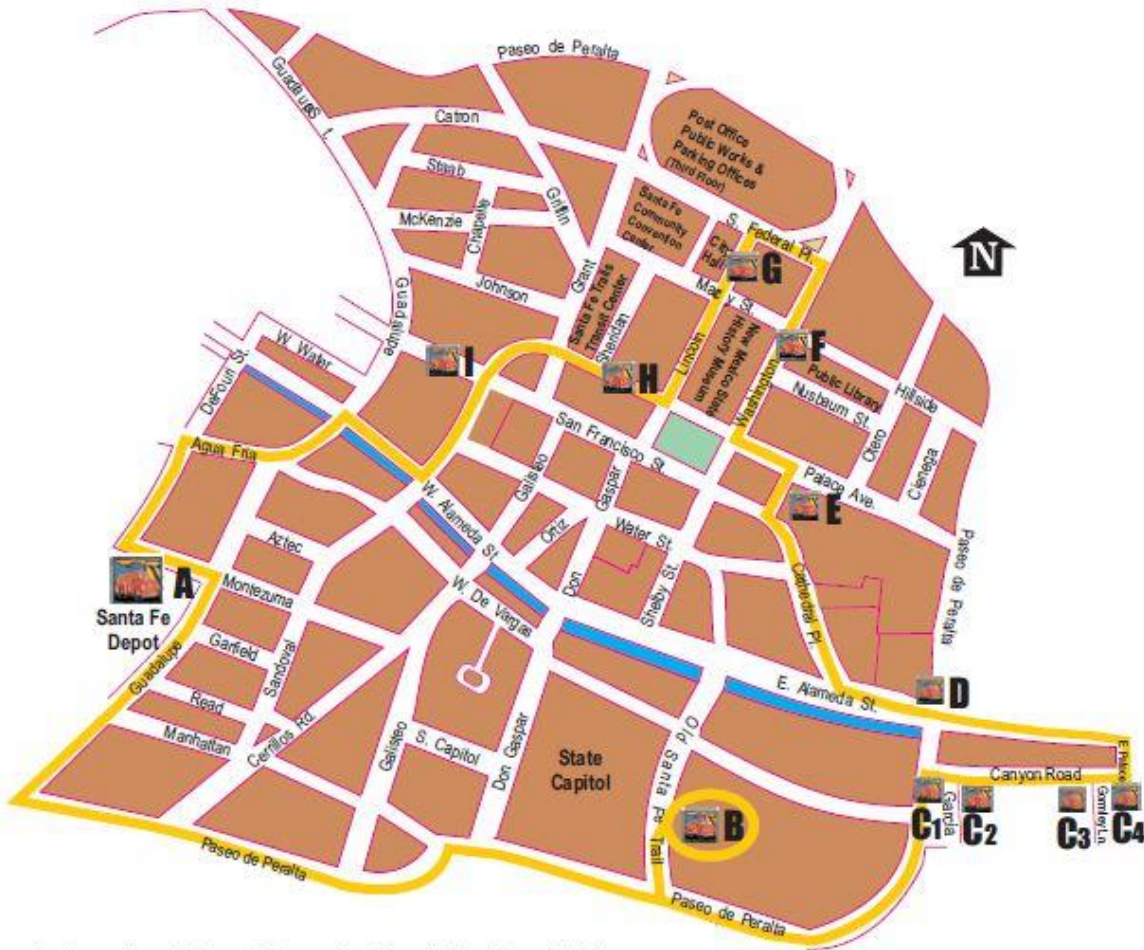 Paseo de Peralta
Guadalupe St.
Catron
Post Office
Public Works &
Parking Offices
(Third Floor)
Staab
Griffin
Santa Fe
Community
Convention
Center
McKenzie
Chapelle
S. Federal Pl.
City
Hall
G
N
Grant
Johnson
Santa Fe Trails
Transit Center
Sheridan
Marcy St.
Guadalupe
Lincoln
New Mexico State
History Museum
F
Washington
Public Library
Nusbaum St.
Hillside
W. Water
I
H
DeFouri St.
Otero
Cienega
San Francisco St.
Agua Fria
Galisteo
Gaspar
Palace Ave.
E
W. Alameda St.
Ortiz
Water St.
Paseo de Peralta
Aztec
Cathedral Pl.
A
Santa Fe
Depot
Montezuma
W. De Vargas
Don
Shelby St.
Garfield
Sandoval
Guadalupe
E. Alameda St.
D
Read
Manhattan
Cerrillos Rd.
Galisteo
S. Capitol
Don Gaspar
State
Capitol
Old Santa Fe Trail
E Palace
Canyon Road
B
C1
Garcia
C2
C3
Gormley Ln.
C4
Paseo de Peralta
Paseo de Peralta